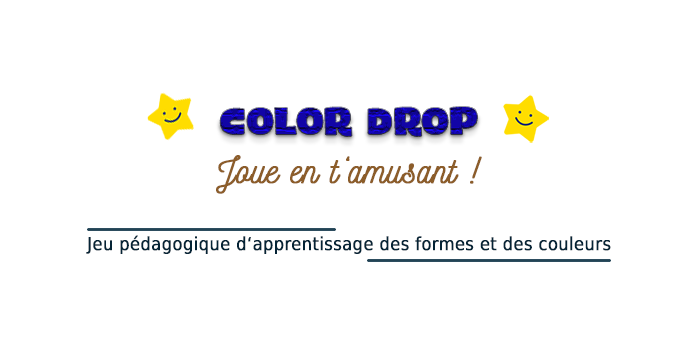 COLOR DROP
Joue en t'amusant !
Jeu pédagogique d'apprentissage des formes et des couleurs